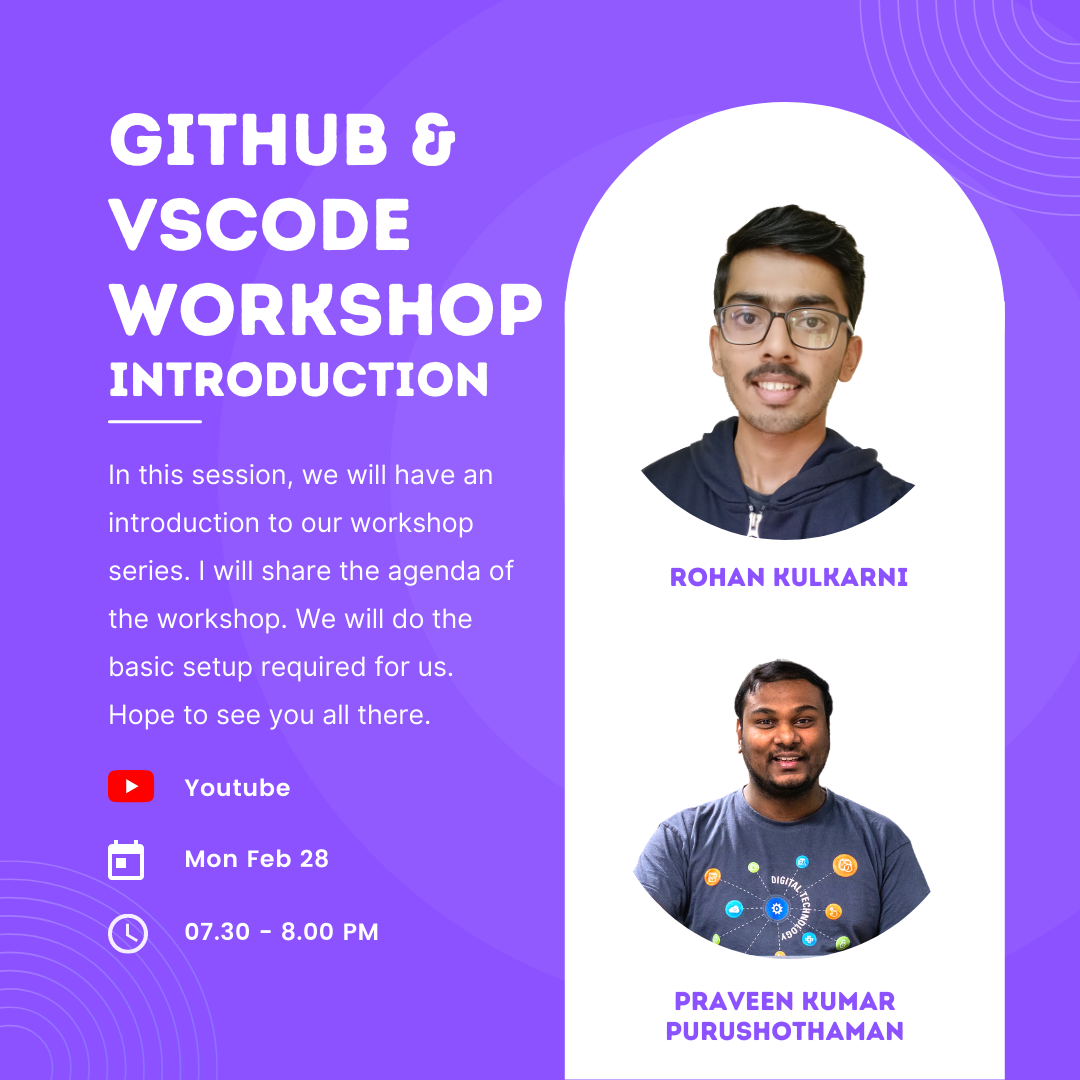 GITHUB &
VSCODE
WORKSHOP
INTRODUCTION
In this session, we will have an
introduction to our workshop
series. I will share the agenda of
the workshop. We will do the
basic setup required for us.
Hope to see you all there.
Youtube
Mon Feb 28
07.30 - 8.00 PM
ROHAN KULKARNI
DIGITAL TECHNOLOGY
PRAVEEN KUMAR
PURUSHOTHAMAN